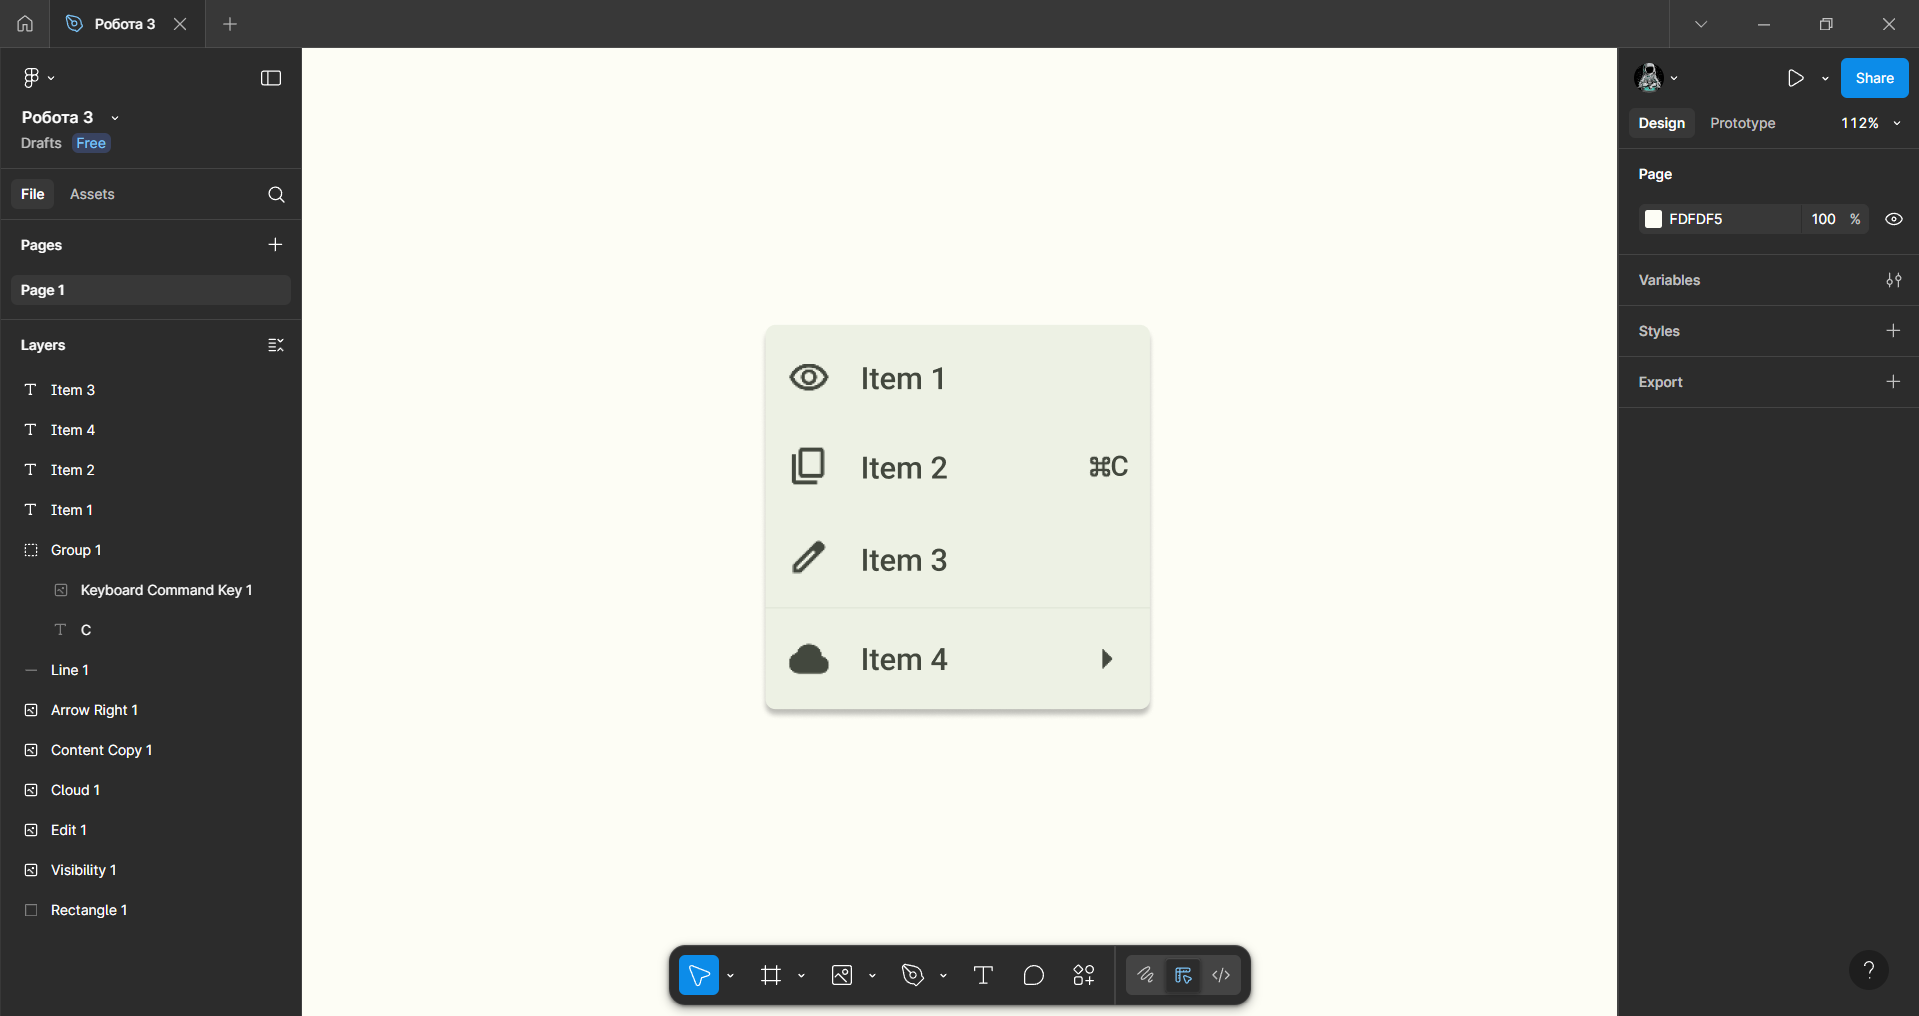 Робота 3
Робота 3
Drafts Free
File Assets
Pages
Page 1
Layers
Item 3
Item 4
Item 2
Item 1
Group 1
Keyboard Command Key 1
C
Line 1
Arrow Right 1
Content Copy 1
Cloud 1
Edit 1
Visibility 1
Rectangle 1
Item 1
Item 2 ⌘C
Item 3
Item 4
Share
Design Prototype 112%
Page
FDFDF5 100 %
Variables
Styles
Export
?